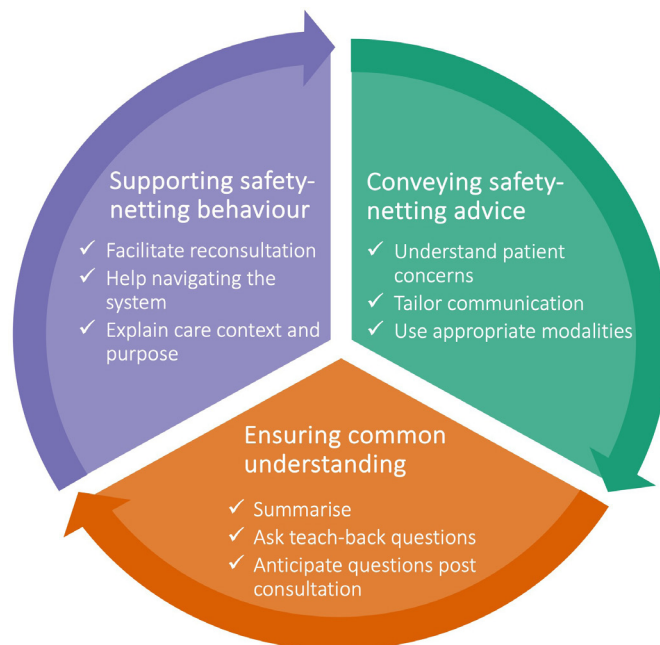 Supporting safety-
netting behaviour
✓ Facilitate reconsultation
✓ Help navigating the
system
✓ Explain care context and
purpose
Conveying safety-
netting advice
✓ Understand patient
concerns
✓ Tailor communication
✓ Use appropriate modalities
Ensuring common
understanding
✓ Summarise
✓ Ask teach-back questions
✓ Anticipate questions post
consultation